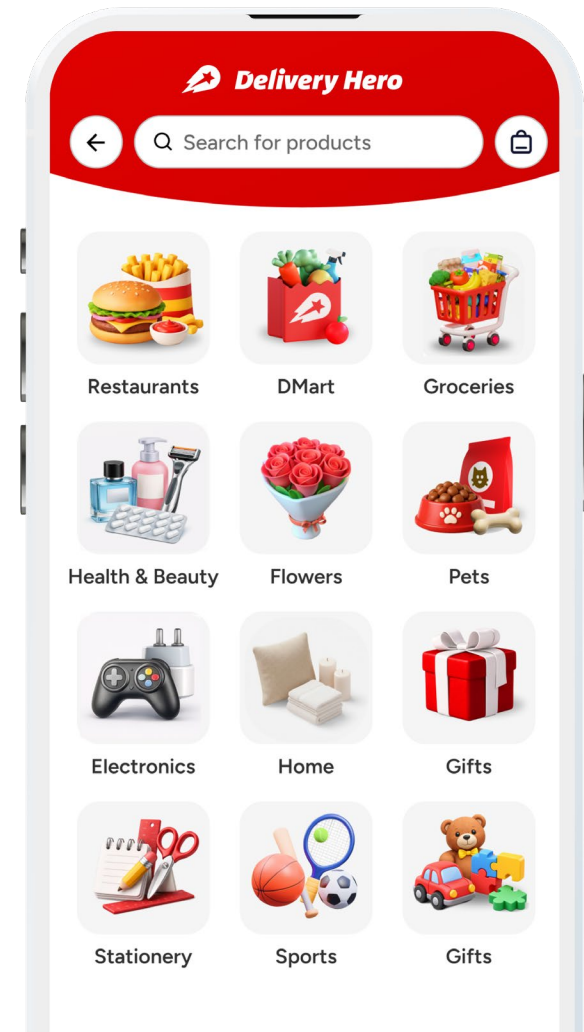 Delivery Hero
Search for products
Restaurants
DMart
Groceries
Health & Beauty
Flowers
Pets
Electronics
Home
Gifts
Stationery
Sports
Gifts